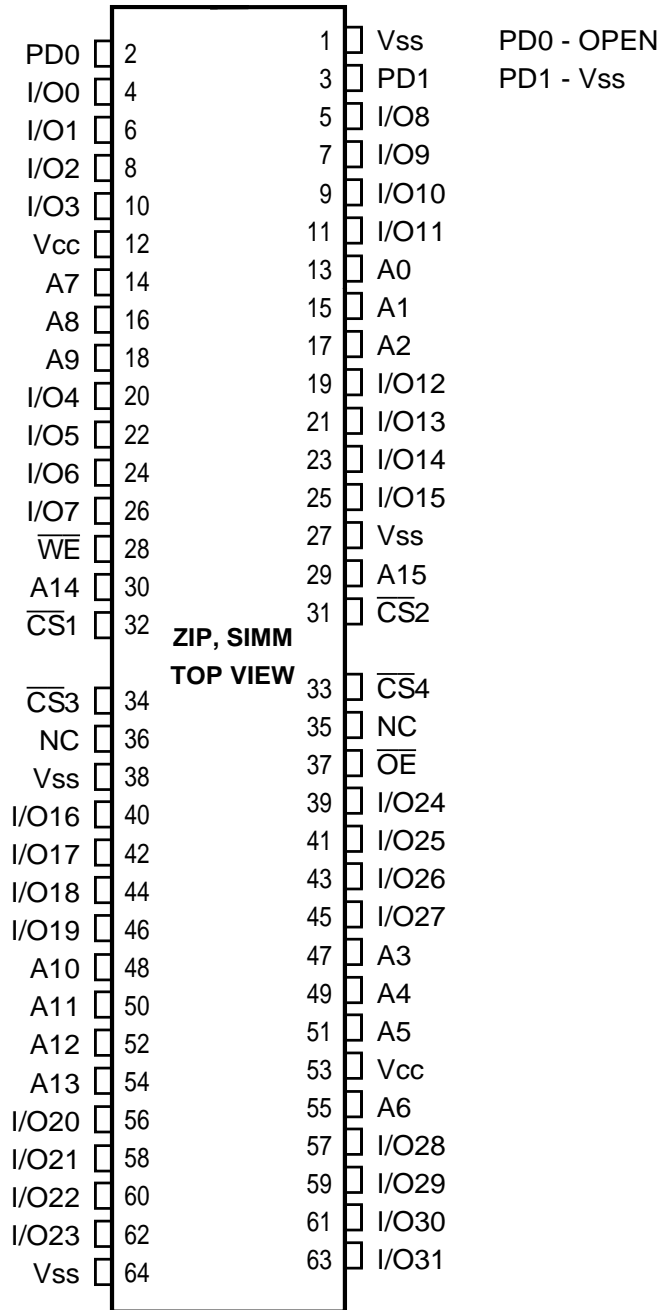 1 Vss PD0 - OPEN
PD0 2
3 PD1 PD1 - Vss
I/O0 4
5 I/O8
I/O1 6
7 I/O9
I/O2 8
9 I/O10
I/O3 10
11 I/O11
Vcc 12
13 A0
A7 14
15 A1
A8 16
17 A2
A9 18
19 I/O12
I/O4 20
21 I/O13
I/O5 22
23 I/O14
I/O6 24
25 I/O15
I/O7 26
27 Vss
W̅E̅ 28
29 A15
A14 30
31 C̅S̅2
C̅S̅1 32
ZIP, SIMM
TOP VIEW
33 C̅S̅4
C̅S̅3 34
35 NC
NC 36
37 O̅E̅
Vss 38
39 I/O24
I/O16 40
41 I/O25
I/O17 42
43 I/O26
I/O18 44
45 I/O27
I/O19 46
47 A3
A10 48
49 A4
A11 50
51 A5
A12 52
53 Vcc
A13 54
55 A6
I/O20 56
57 I/O28
I/O21 58
59 I/O29
I/O22 60
61 I/O30
I/O23 62
63 I/O31
Vss 64